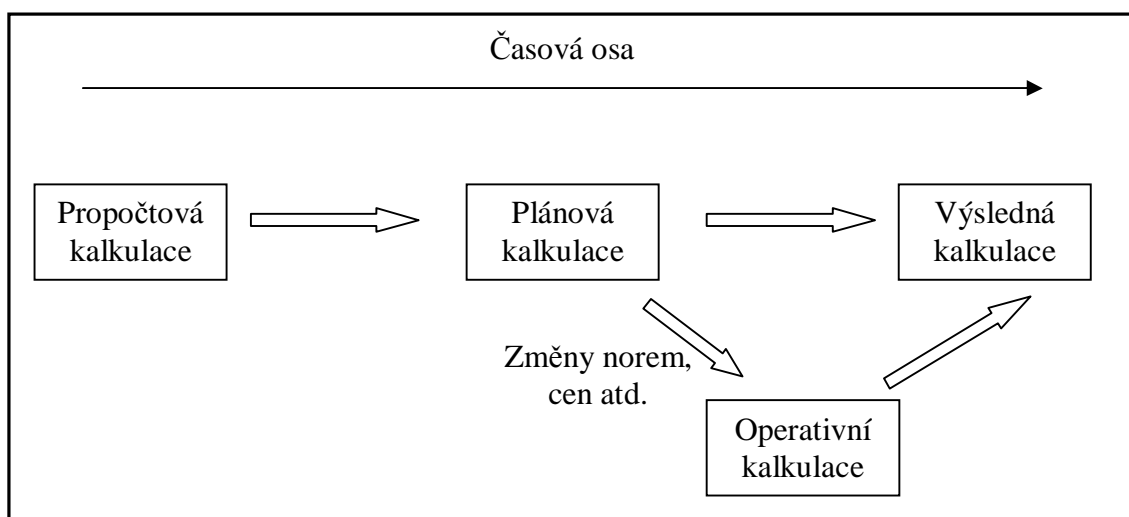 Časová osa
Propočtová
kalkulace
Plánová
kalkulace
Výsledná
kalkulace
Změny norem,
cen atd.
Operativní
kalkulace